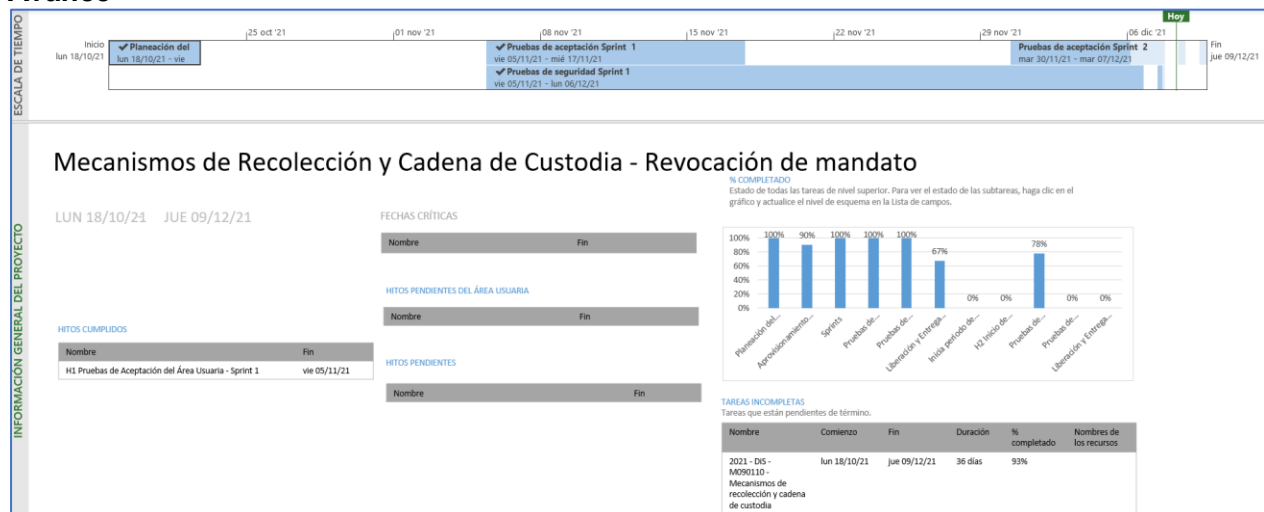 Hoy
25 oct '21
01 nov '21
08 nov '21
15 nov '21
22 nov '21
29 nov '21
06 dic '21
ESCALA DE TIEMPO
Inicio
lun 18/10/21
✔ Planeación del
lun 18/10/21 - vie
✔ Pruebas de aceptación Sprint 1
vie 05/11/21 - mié 17/11/21
✔ Pruebas de seguridad Sprint 1
vie 05/11/21 - lun 06/12/21
Pruebas de aceptación Sprint 2
mar 30/11/21 - mar 07/12/21
Fin
jue 09/12/21
INFORMACIÓN GENERAL DEL PROYECTO
Mecanismos de Recolección y Cadena de Custodia - Revocación de mandato
LUN 18/10/21 JUE 09/12/21
HITOS CUMPLIDOS
Nombre Fin
H1 Pruebas de Aceptación del Área Usuaria - Sprint 1 vie 05/11/21
FECHAS CRÍTICAS
Nombre Fin
HITOS PENDIENTES DEL ÁREA USUARIA
Nombre Fin
HITOS PENDIENTES
Nombre Fin
% COMPLETADO
Estado de todas las tareas de nivel superior. Para ver el estado de las subtareas, haga clic en el
gráfico y actualice el nivel de esquema en la Lista de campos.
100%
80%
60%
40%
20%
0%
100% 90% 100% 100% 100% 67% 0% 0% 78% 0% 0%
Planeación del...
Aprovisionamiento...
Sprints
Pruebas de...
Pruebas de...
Liberación y Entrega...
Inicia periodo de...
H2 Inicio de...
Pruebas de...
Pruebas de...
Liberación y Entrega...
TAREAS INCOMPLETAS
Tareas que están pendientes de término.
Nombre Comienzo Fin Duración % completado Nombres de los recursos
2021 - DiS - lun 18/10/21 jue 09/12/21 36 días 93%
M090110 -
Mecanismos de
recolección y cadena
de custodia